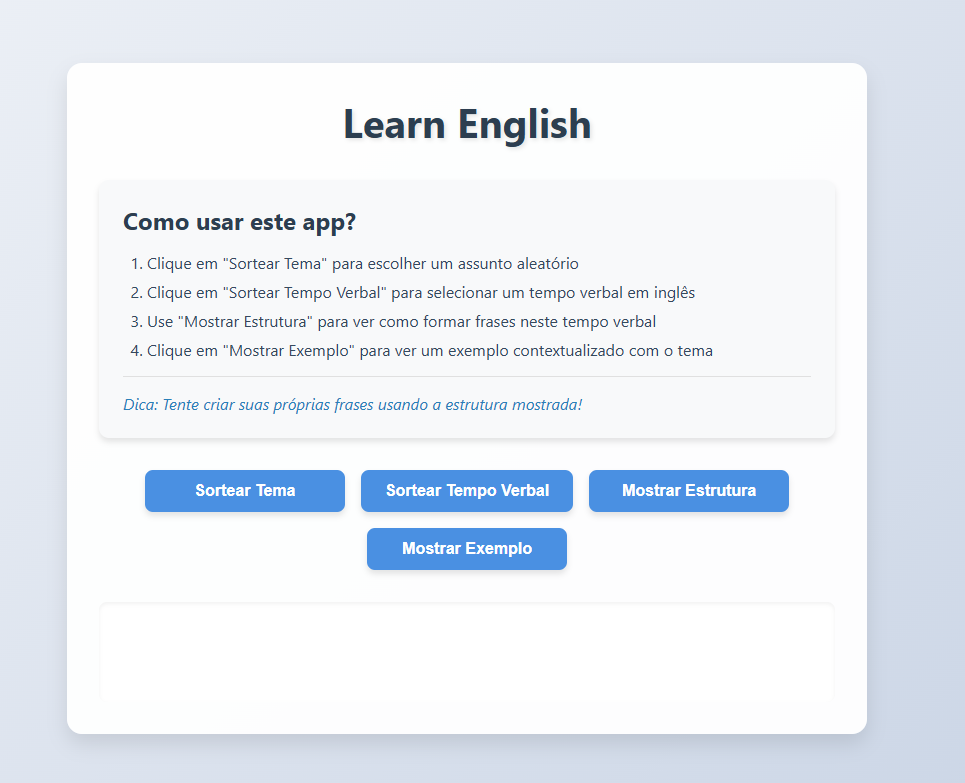 Learn English
Como usar este app?
1. Clique em "Sortear Tema" para escolher um assunto aleatório
2. Clique em "Sortear Tempo Verbal" para selecionar um tempo verbal em inglês
3. Use "Mostrar Estrutura" para ver como formar frases neste tempo verbal
4. Clique em "Mostrar Exemplo" para ver um exemplo contextualizado com o tema
Dica: Tente criar suas próprias frases usando a estrutura mostrada!
Sortear Tema
Sortear Tempo Verbal
Mostrar Estrutura
Mostrar Exemplo